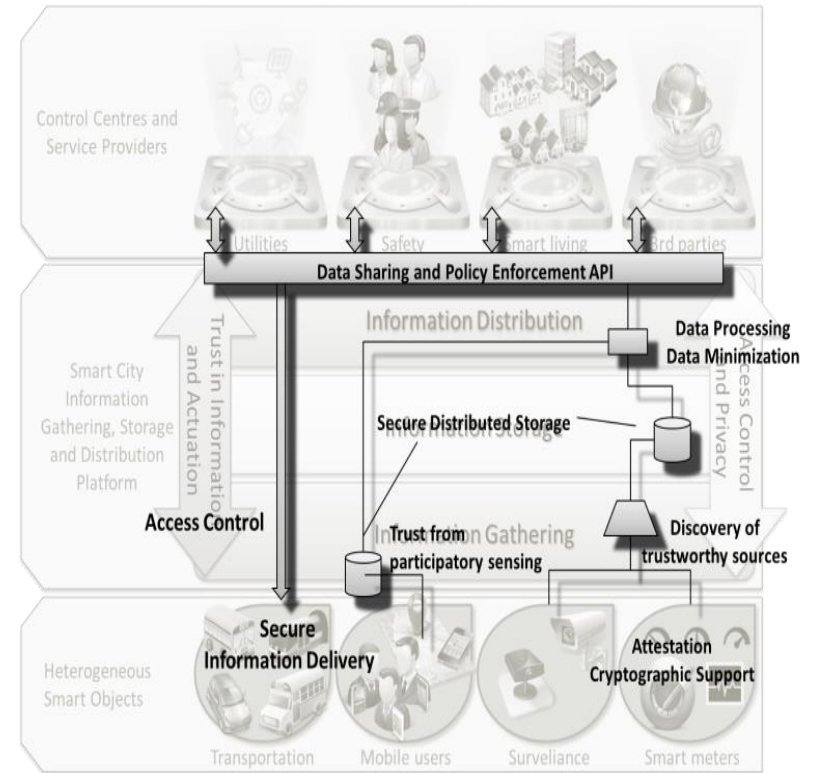 Control Centres and
Service Providers
Utilities
Safety
Smart living
3rd parties
Data Sharing and Policy Enforcement API
Information Distribution
Data Processing
Data Minimization
Trust in Information
and Actuation
Access Control
and Privacy
Smart City
Information
Gathering, Storage
and Distribution
Platform
Secure Distributed Storage
Information Storage
Access Control
Information Gathering
Trust from
participatory sensing
Discovery of
trustworthy sources
Heterogeneous
Smart Objects
Secure
Information Delivery
Attestation
Cryptographic Support
Transportation
Mobile users
Surveliance
Smart meters